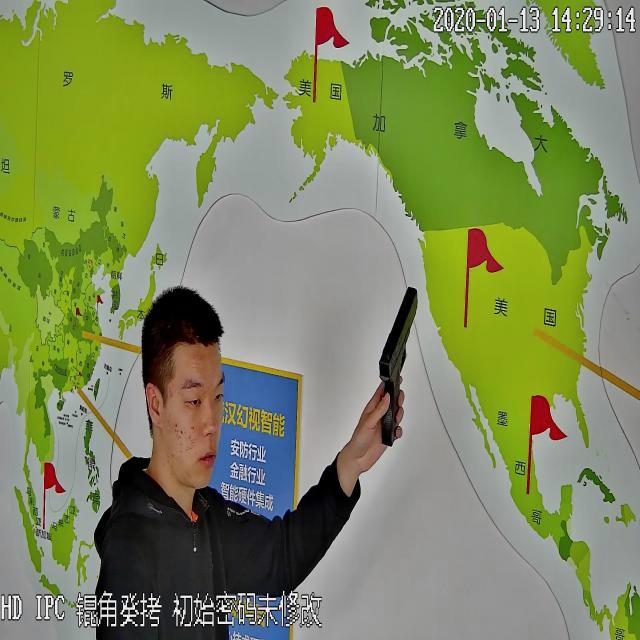 2020-01-13 14:29:14
罗 斯
美 国
加 拿 大
坦
蒙古
日
美 国
墨
西
哥
汉幻视智能
安防行业
金融行业
智能硬件集成
HD IPC 锟角癸拷 初始密码未修改